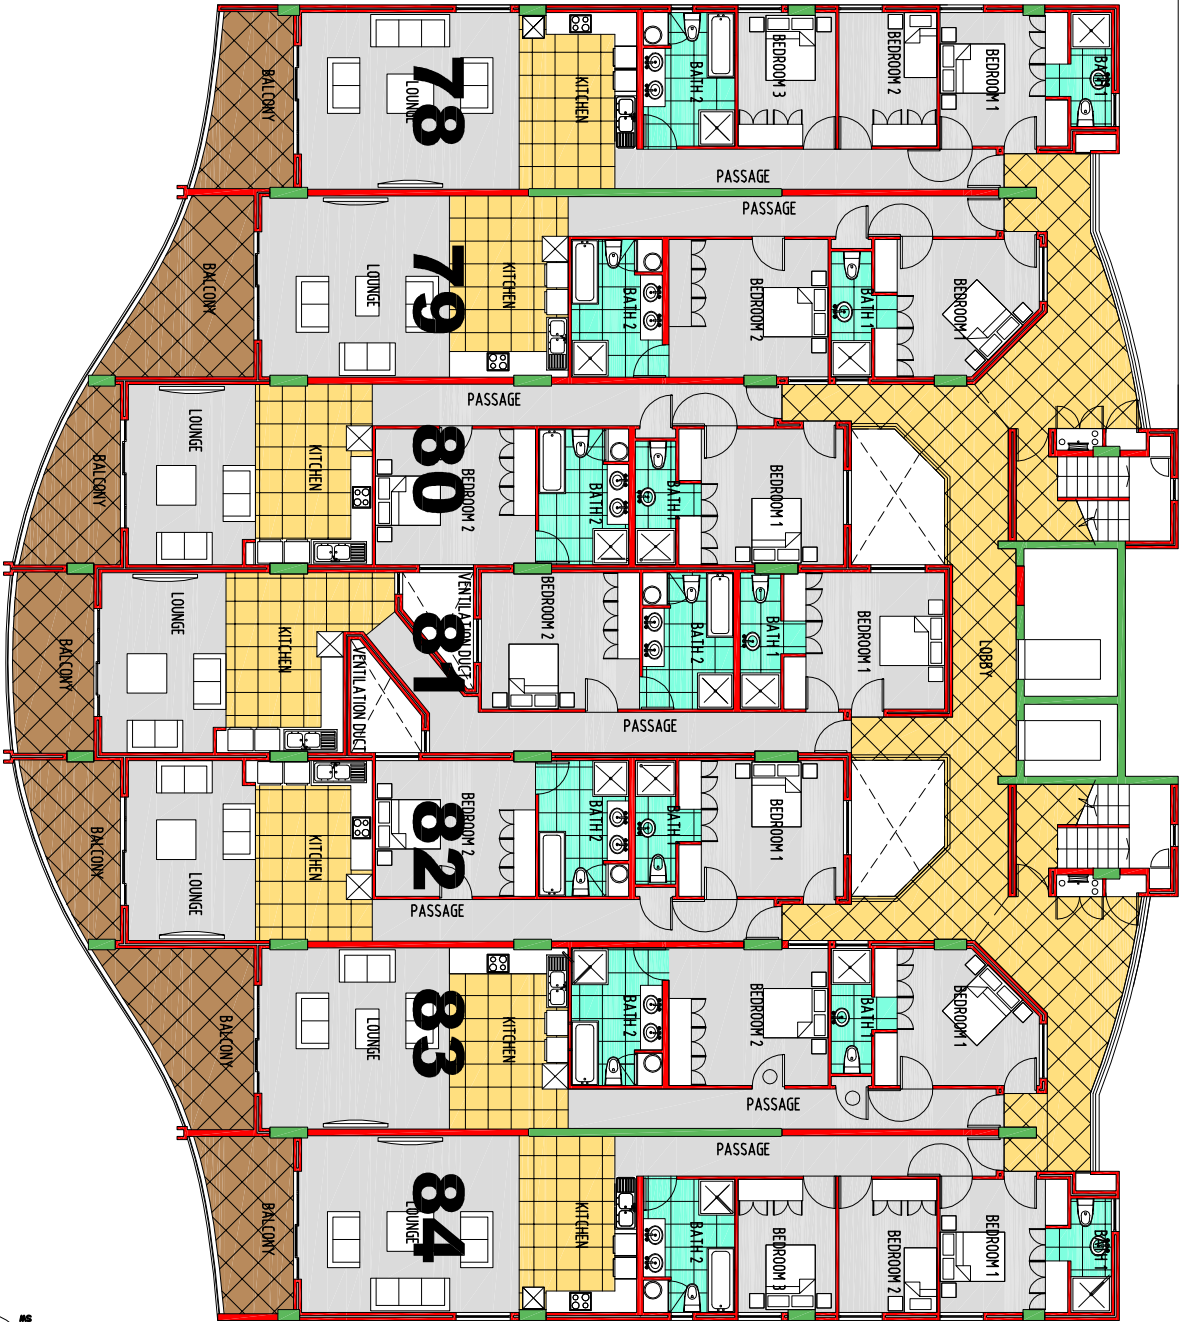 BALCONY
LOUNGE
78
KITCHEN
BATH 2
BEDROOM 3
BEDROOM 2
BEDROOM 1
BATH 1
PASSAGE
PASSAGE
BALCONY
LOUNGE
79
KITCHEN
BATH 2
BEDROOM 2
BATH 1
BEDROOM 1
PASSAGE
BALCONY
LOUNGE
KITCHEN
80
BEDROOM 2
BATH 2
BATH 1
BEDROOM 1
BALCONY
LOUNGE
KITCHEN
VENTILATION DUCT
81
VENTILATION DUCT
BEDROOM 2
BATH 2
BATH 1
BEDROOM 1
LOBBY
PASSAGE
BALCONY
LOUNGE
KITCHEN
82
BEDROOM 2
BATH 2
BATH
BEDROOM 1
PASSAGE
BALCONY
LOUNGE
83
KITCHEN
BATH 2
BEDROOM 2
BATH 1
BEDROOM 1
PASSAGE
PASSAGE
BALCONY
LOUNGE
84
KITCHEN
BATH 2
BEDROOM 3
BEDROOM 2
BEDROOM 1
BATH 1
SW